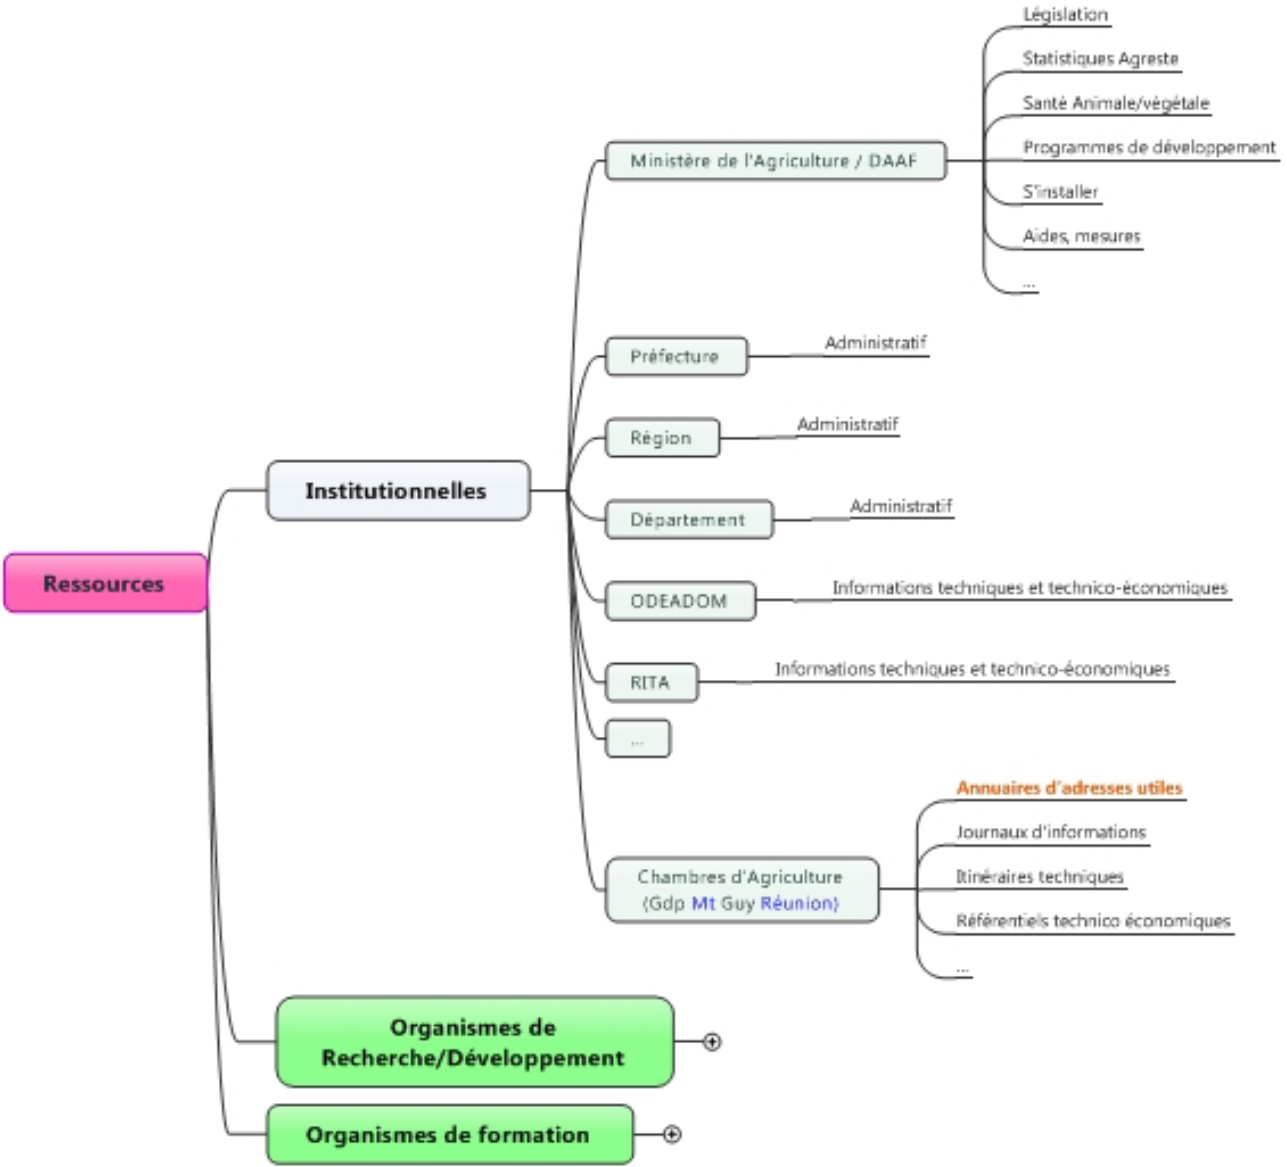 Législation
Statistiques Agreste
Santé Animale/végétale
Ministère de l'Agriculture / DAAF
Programmes de développement
S'installer
Aides, mesures
...
Préfecture
Administratif
Région
Administratif
Institutionnelles
Département
Administratif
Ressources
ODEADOM
Informations techniques et technico-économiques
RITA
Informations techniques et technico-économiques
...
Annuaires d'adresses utiles
Journaux d'informations
Chambres d'Agriculture
(Gdp Mt Guy Réunion)
Itinéraires techniques
Référentiels technico économiques
...
Organismes de
Recherche/Développement
Organismes de formation